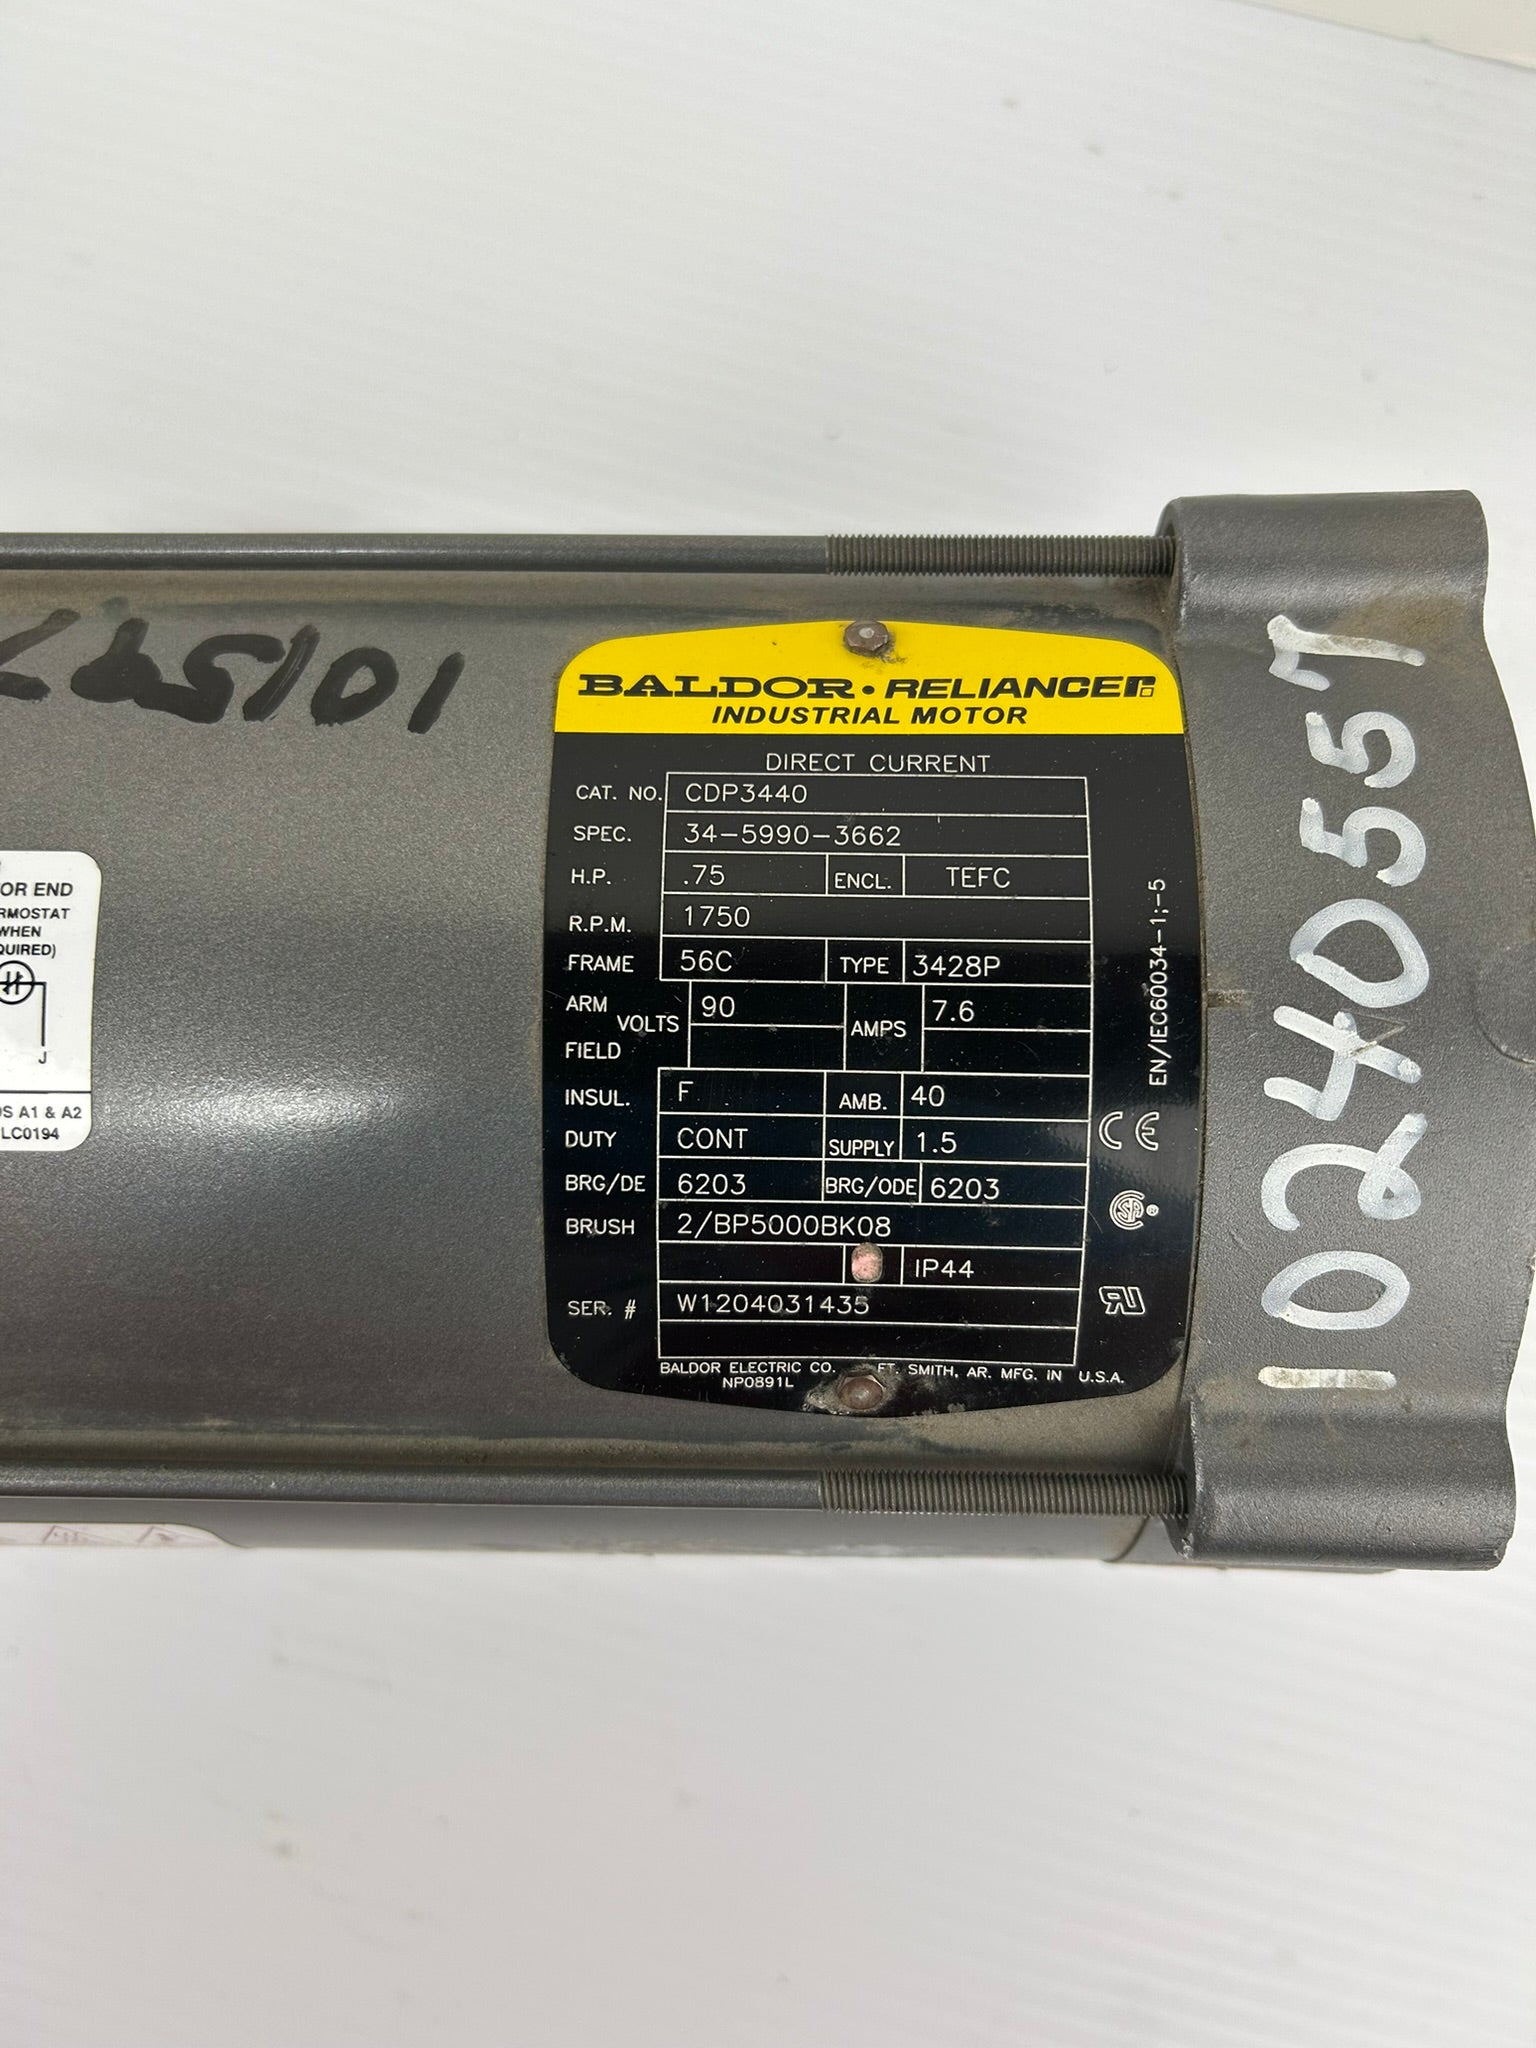 BALDOR • RELIANCER
INDUSTRIAL MOTOR
DIRECT CURRENT
CAT. NO. CDP3440
SPEC. 34-5990-3662
H.P. .75 ENCL. TEFC
R.P.M. 1750
FRAME 56C TYPE 3428P
ARM VOLTS 90 AMPS 7.6
FIELD
INSUL. F AMB. 40
DUTY CONT SUPPLY 1.5
BRG/DE 6203 BRG/ODE 6203
BRUSH 2/BP5000BK08
IP44
SER. # W1204031435
BALDOR ELECTRIC CO. FT. SMITH, AR. MFG. IN U.S.A.
NP0891L
EN/IEC60034-1;-5
CE
SA ®
1024055
OR END
RMOSTAT
WHEN
QUIRED)
J
S A1 & A2
LC0194